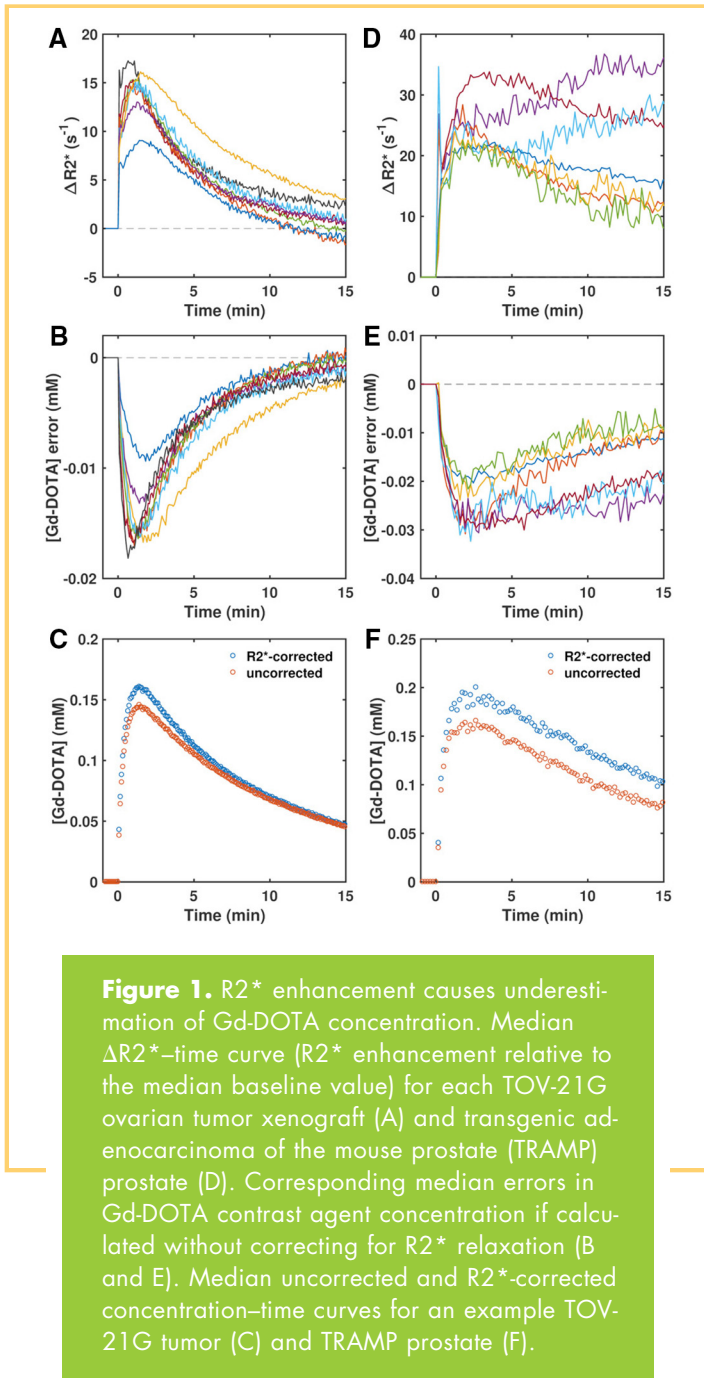 A
ΔR2* (s⁻¹)
20
15
10
5
0
-5
0
5
10
15
Time (min)
D
ΔR2* (s⁻¹)
40
30
20
10
0
0
5
10
15
Time (min)
B
[Gd-DOTA] error (mM)
0
-0.01
-0.02
0
5
10
15
Time (min)
E
[Gd-DOTA] error (mM)
0.01
0
-0.01
-0.02
-0.03
-0.04
0
5
10
15
Time (min)
C
[Gd-DOTA] (mM)
0.2
0.15
0.1
0.05
0
R2*-corrected
uncorrected
0
5
10
15
Time (min)
F
[Gd-DOTA] (mM)
0.25
0.2
0.15
0.1
0.05
0
R2*-corrected
uncorrected
0
5
10
15
Time (min)
Figure 1. R2* enhancement causes underesti-
mation of Gd-DOTA concentration. Median
ΔR2*–time curve (R2* enhancement relative to
the median baseline value) for each TOV-21G
ovarian tumor xenograft (A) and transgenic ad-
enocarcinoma of the mouse prostate (TRAMP)
prostate (D). Corresponding median errors in
Gd-DOTA contrast agent concentration if calcu-
lated without correcting for R2* relaxation (B
and E). Median uncorrected and R2*-corrected
concentration–time curves for an example TOV-
21G tumor (C) and TRAMP prostate (F).